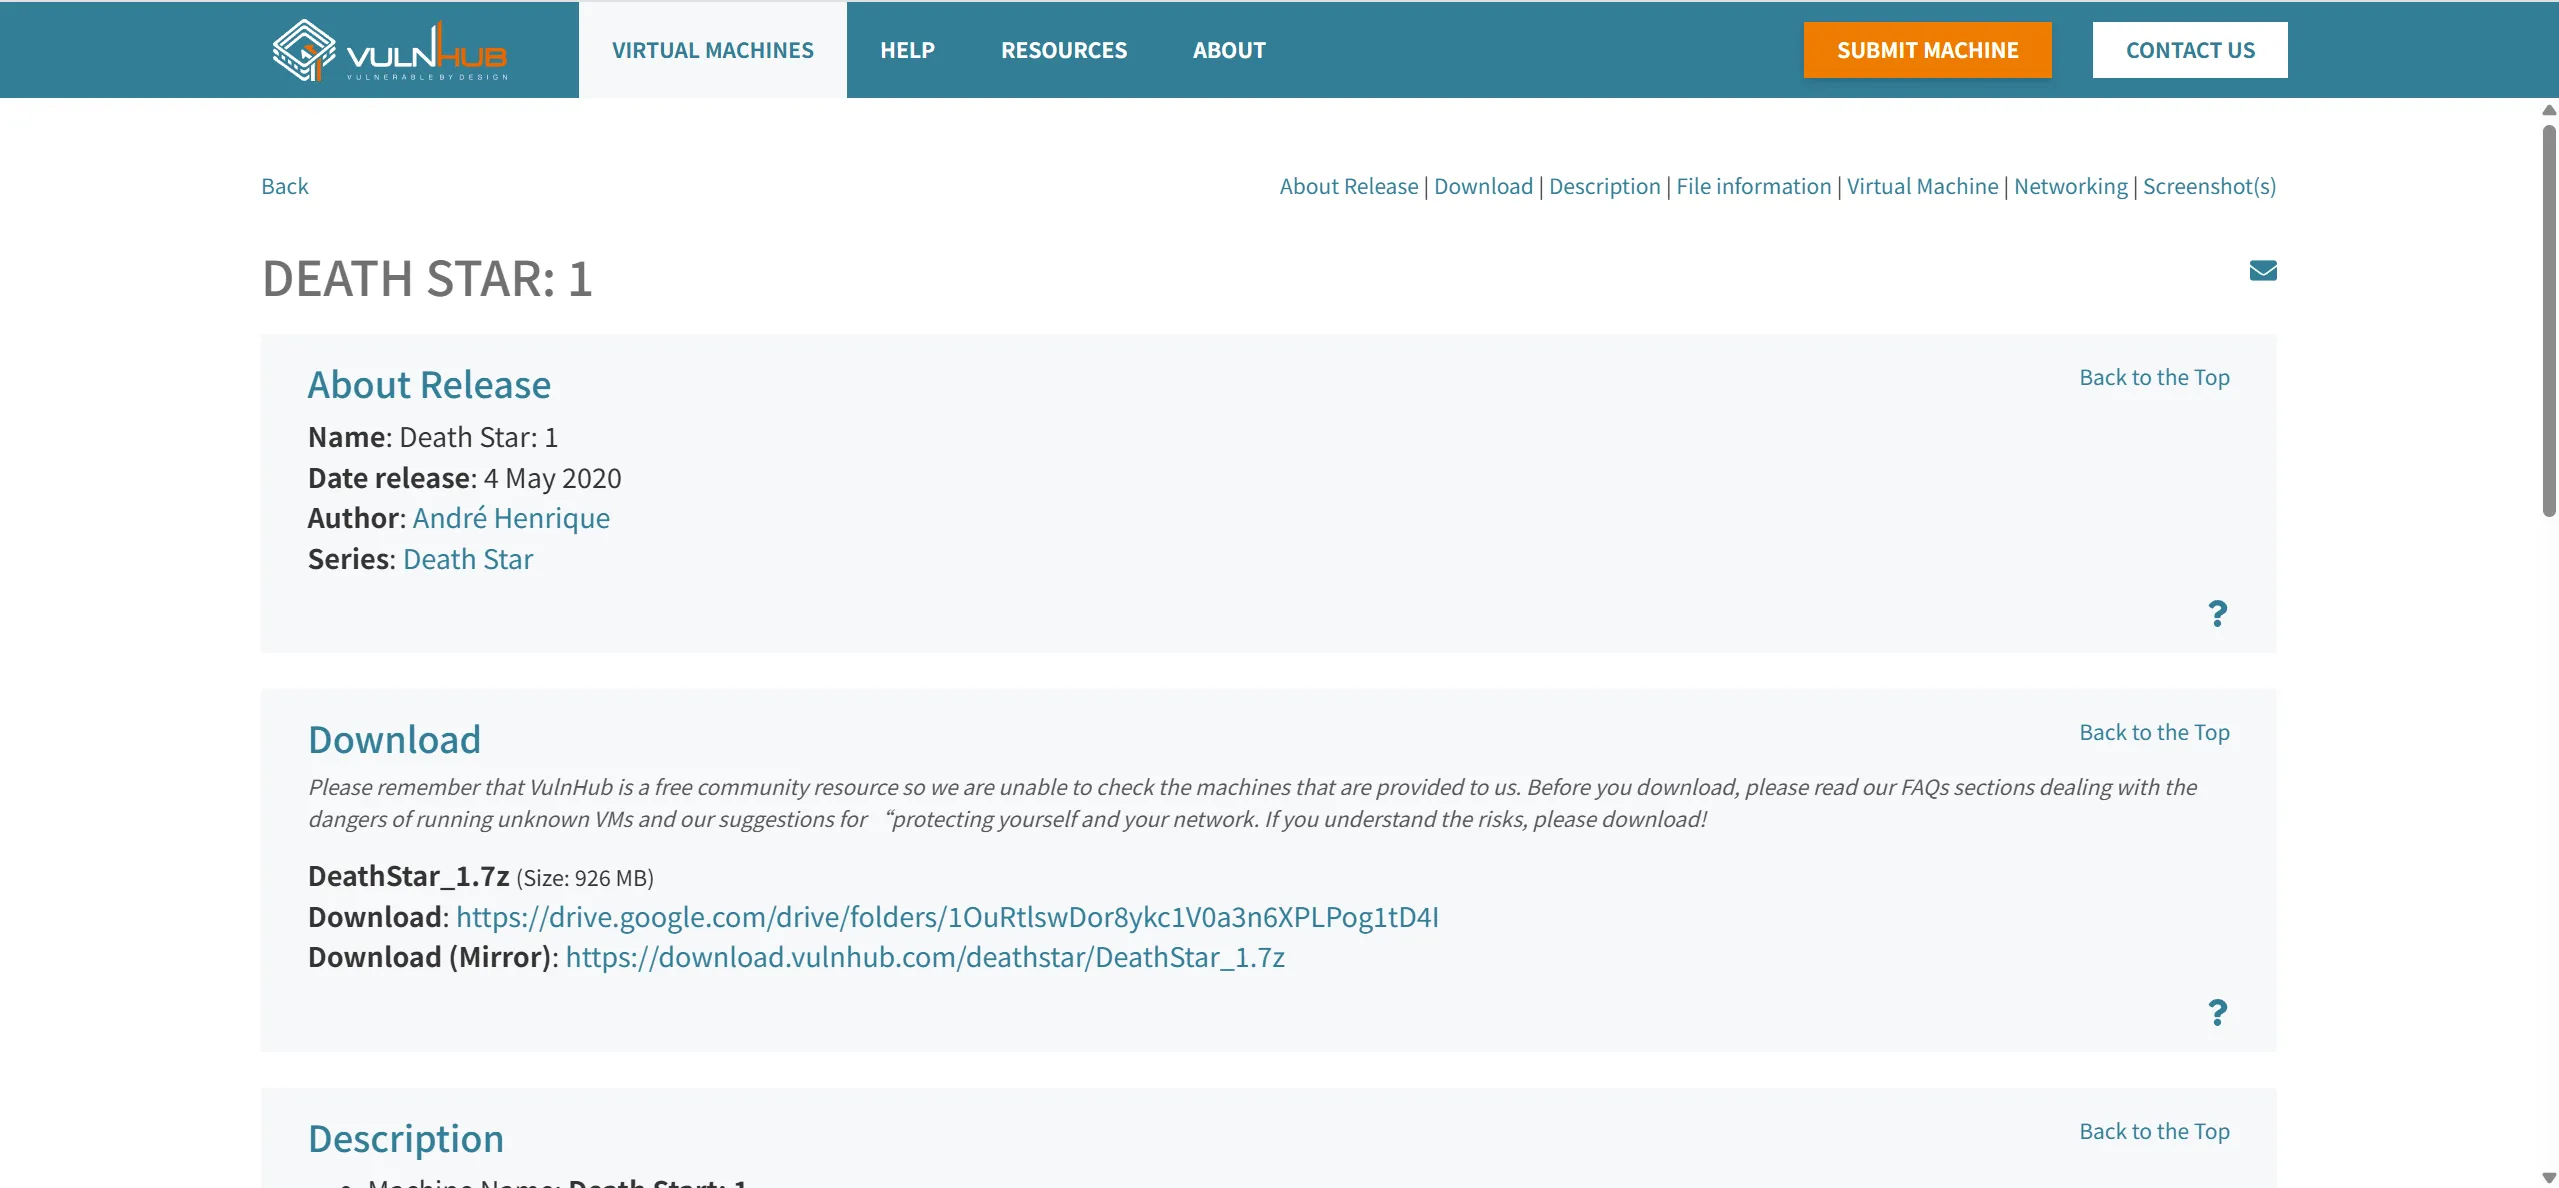 VULNHUB
VULNERABLE BY DESIGN
VIRTUAL MACHINES
HELP
RESOURCES
ABOUT
SUBMIT MACHINE
CONTACT US
Back
About Release | Download | Description | File information | Virtual Machine | Networking | Screenshot(s)
DEATH STAR: 1
About Release
Back to the Top
Name: Death Star: 1
Date release: 4 May 2020
Author: André Henrique
Series: Death Star
?
Download
Back to the Top
Please remember that VulnHub is a free community resource so we are unable to check the machines that are provided to us. Before you download, please read our FAQs sections dealing with the
dangers of running unknown VMs and our suggestions for “protecting yourself and your network. If you understand the risks, please download!
DeathStar_1.7z (Size: 926 MB)
Download: https://drive.google.com/drive/folders/1OuRtlswDor8ykc1V0a3n6XPLPog1tD4I
Download (Mirror): https://download.vulnhub.com/deathstar/DeathStar_1.7z
?
Description
Back to the Top
Machine Name: Death Start: 1